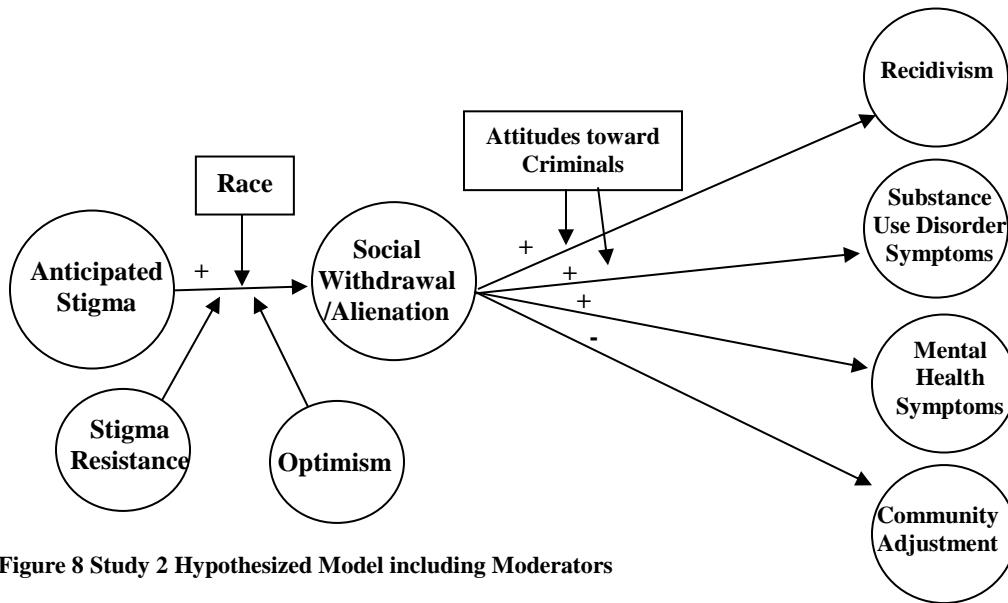 Recidivism
Attitudes toward
Criminals
Race
Substance
Use Disorder
Symptoms
Anticipated
Stigma
+
Social
Withdrawal
/Alienation
+
+
+
-
Mental
Health
Symptoms
Stigma
Resistance
Optimism
Community
Adjustment
Figure 8 Study 2 Hypothesized Model including Moderators